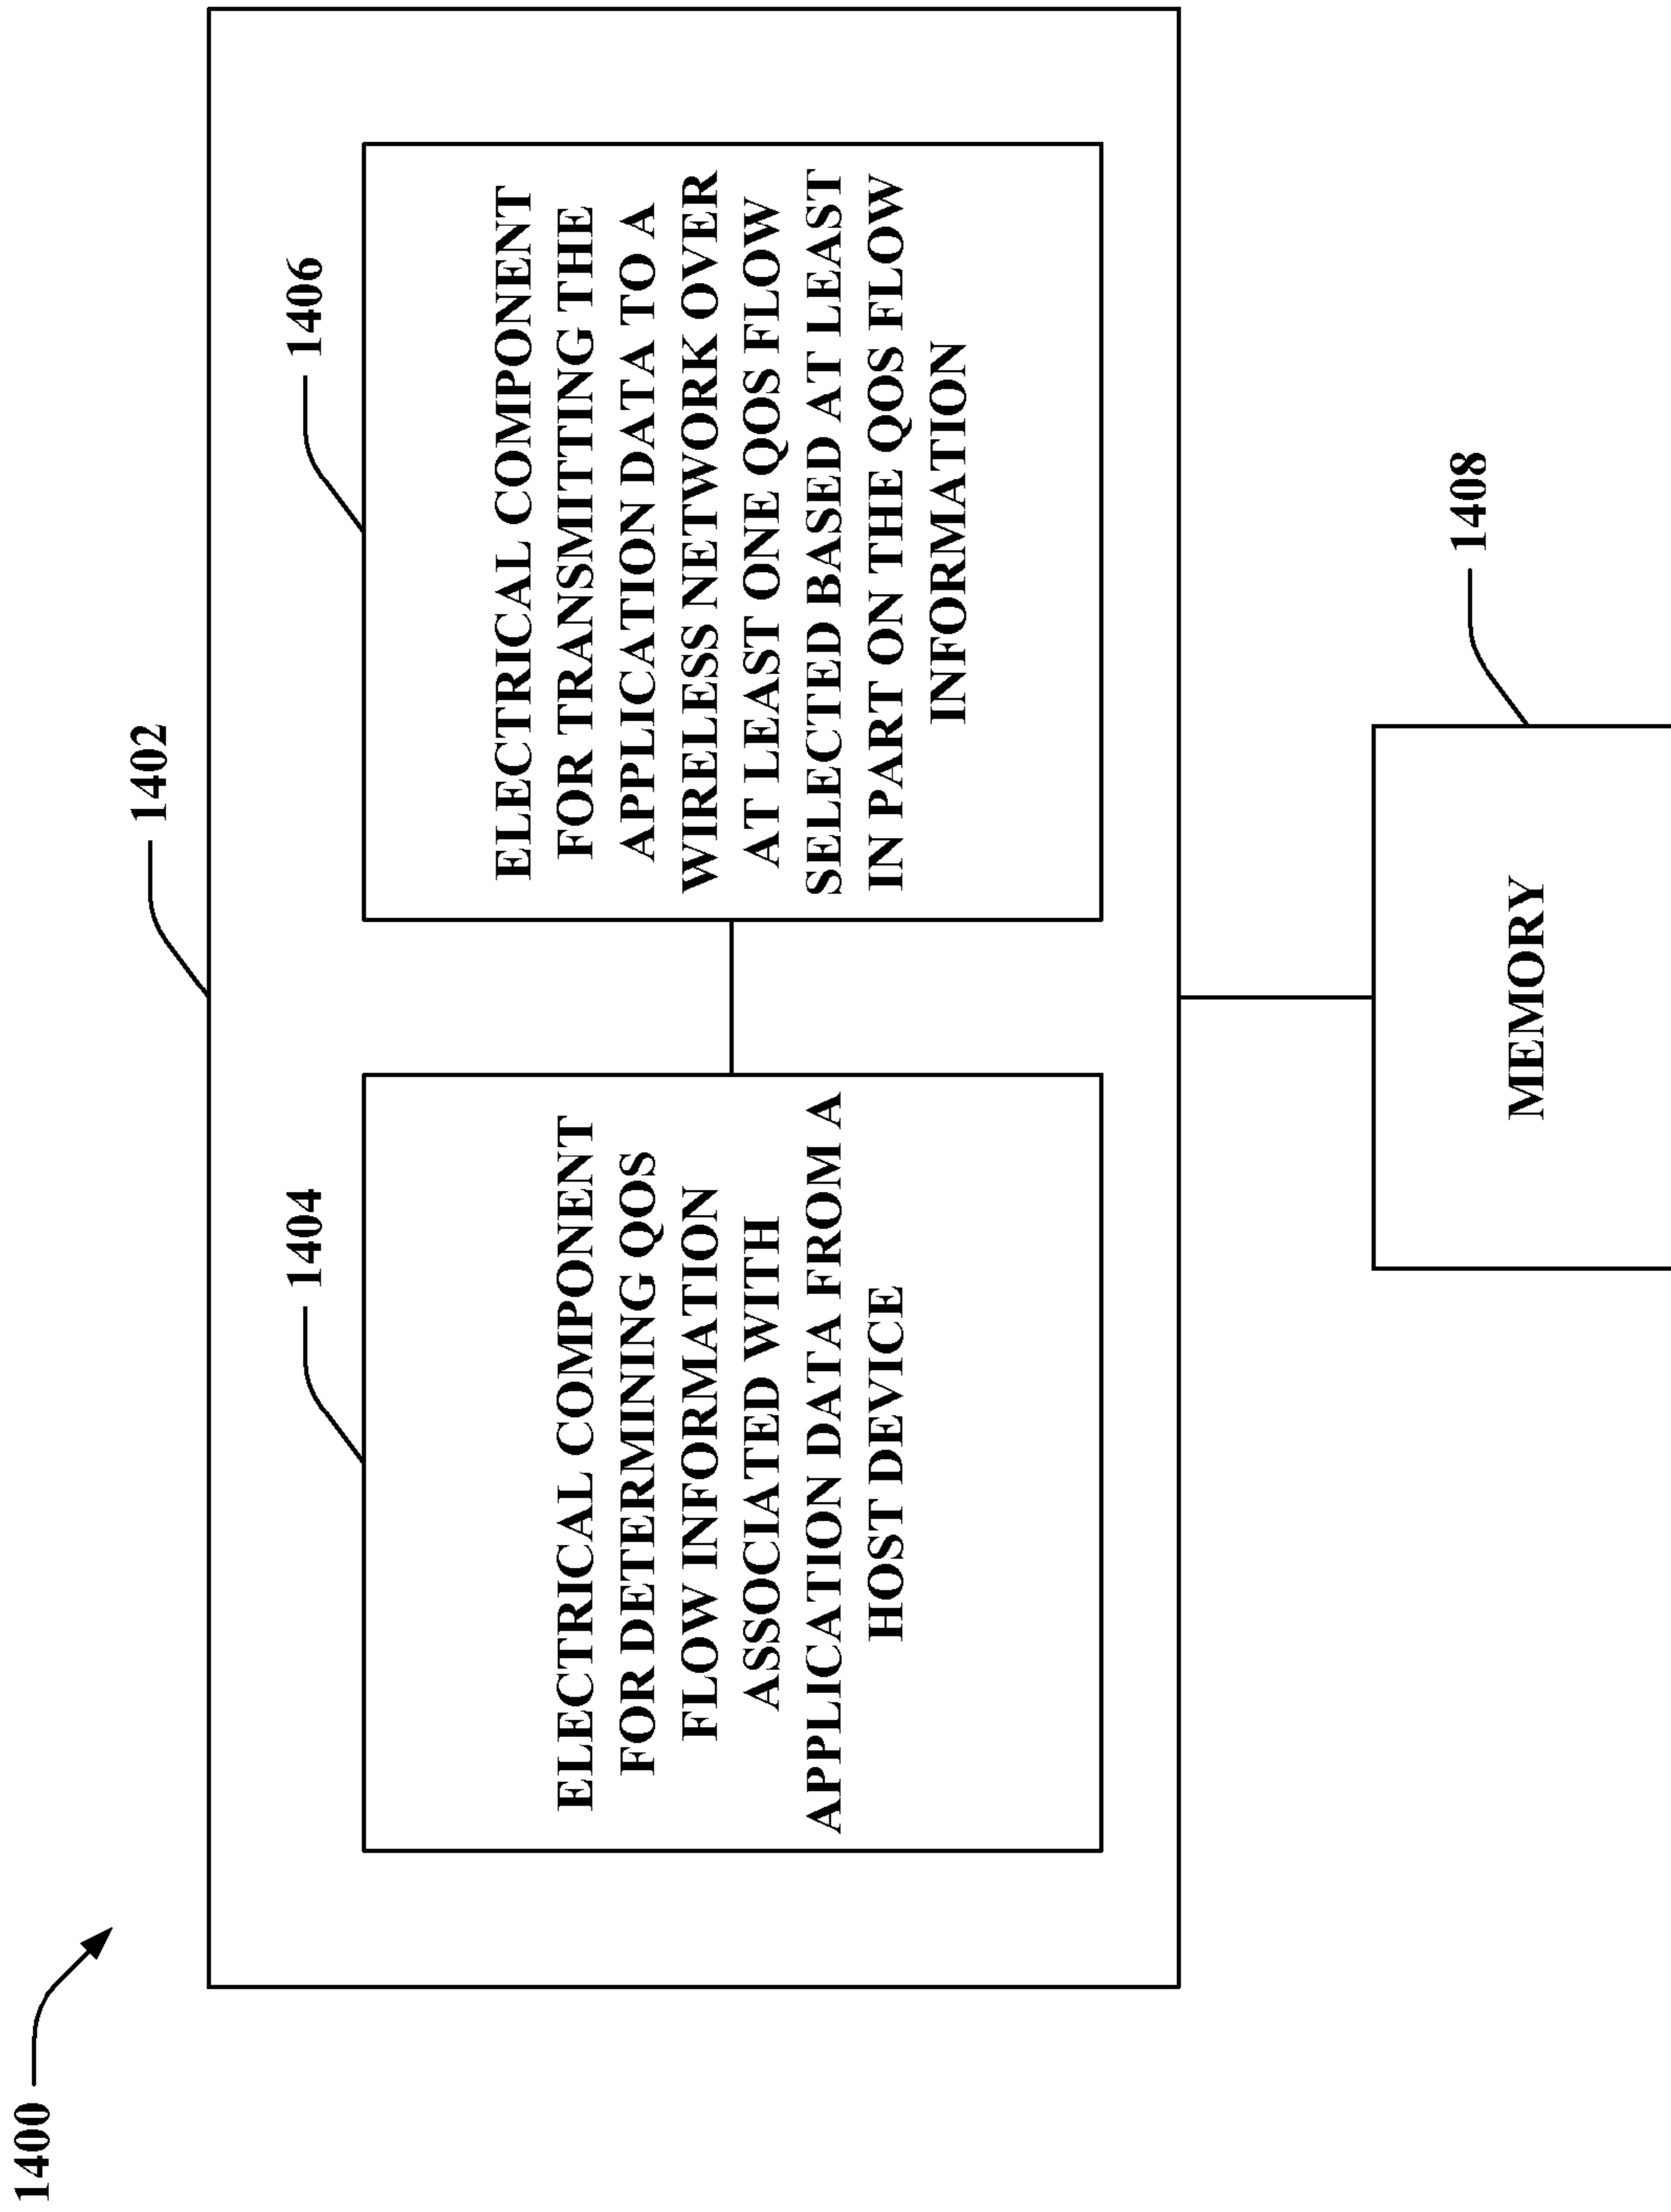 1400
1402
1404
ELECTRICAL COMPONENT
FOR DETERMINING QOS
FLOW INFORMATION
ASSOCIATED WITH
APPLICATION DATA FROM A
HOST DEVICE
1406
ELECTRICAL COMPONENT
FOR TRANSMITTING THE
APPLICATION DATA TO A
WIRELESS NETWORK OVER
AT LEAST ONE QOS FLOW
SELECTED BASED AT LEAST
IN PART ON THE QOS FLOW
INFORMATION
1408
MEMORY